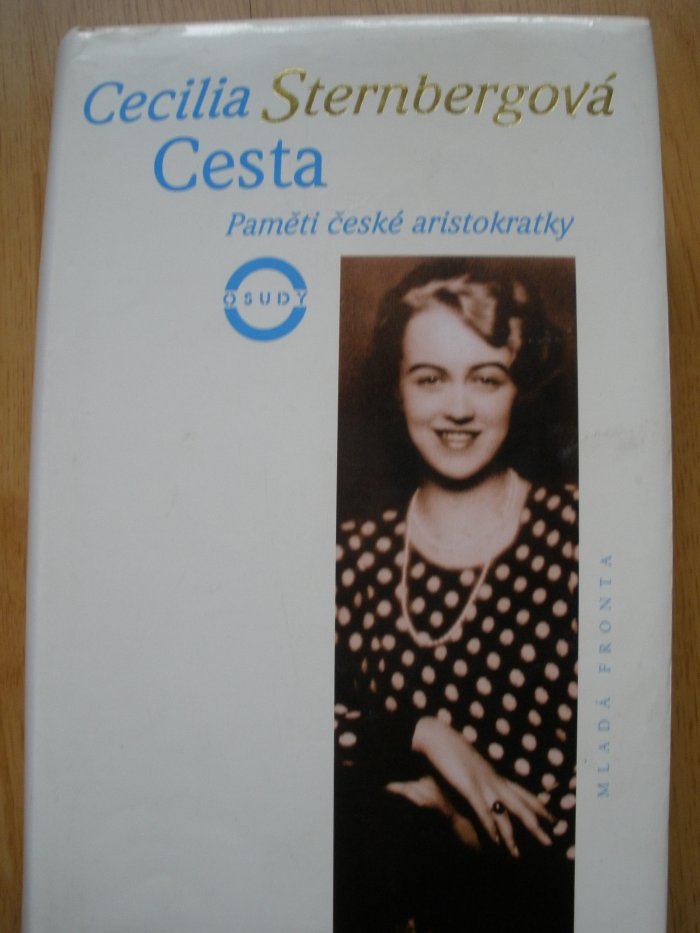 Cecilia Sternbergová
Cesta
Paměti české aristokratky
OSUDY
MLADÁ FRONTA